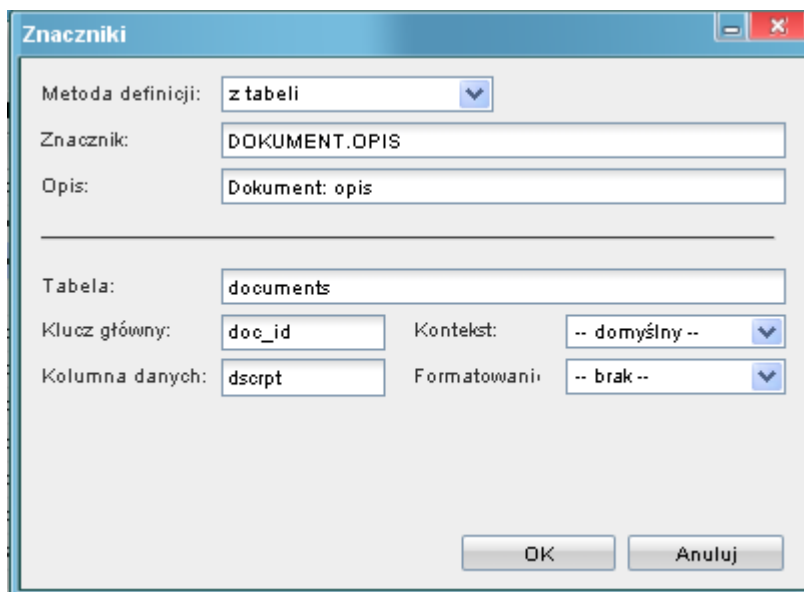 Znaczniki
Metoda definicji: z tabeli
Znacznik: DOKUMENT.OPIS
Opis: Dokument: opis
Tabela: documents
Klucz główny: doc_id Kontekst: -- domyślny --
Kolumna danych: dscrpt Formatowani -- brak --
OK Anuluj